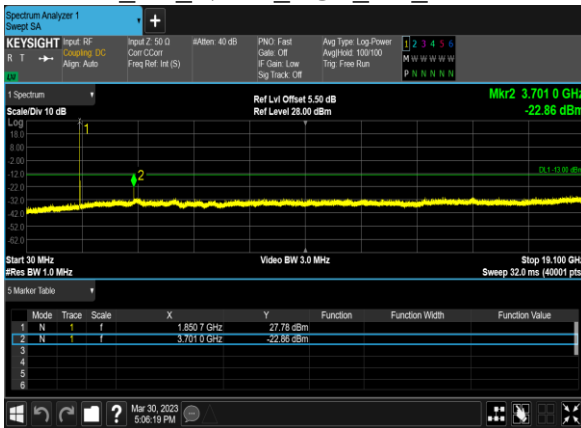 Spectrum Analyzer 1
Swept SA
KEYSIGHT Input: RF Input Z: 50 Ω #Atten: 40 dB PNO: Fast Avg Type: Log-Power 1 2 3 4 5 6
R T Coupling: DC Corr CCorr Gate: Off Avg|Hold: 100/100 M W W W W W
Align: Auto Freq Ref: Int (S) IF Gain: Low Trig: Free Run
LV Sig Track: Off P N N N N N
1 Spectrum Ref Lvl Offset 5.50 dB Mkr2 3.701 0 GHz
Scale/Div 10 dB Ref Level 28.00 dBm -22.86 dBm
Log
18.0
8.00
-2.00
-12.0
-22.0
-32.0
-42.0
-52.0
-62.0
1
2
DL1 -13.00 dBm
Start 30 MHz Video BW 3.0 MHz Stop 19.100 GHz
#Res BW 1.0 MHz Sweep 32.0 ms (40001 pts
5 Marker Table
Mode Trace Scale X Y Function Function Width Function Value
1 N 1 f 1.850 7 GHz 27.78 dBm
2 N 1 f 3.701 0 GHz -22.86 dBm
3
4
5
6
? Mar 30, 2023
5:06:19 PM